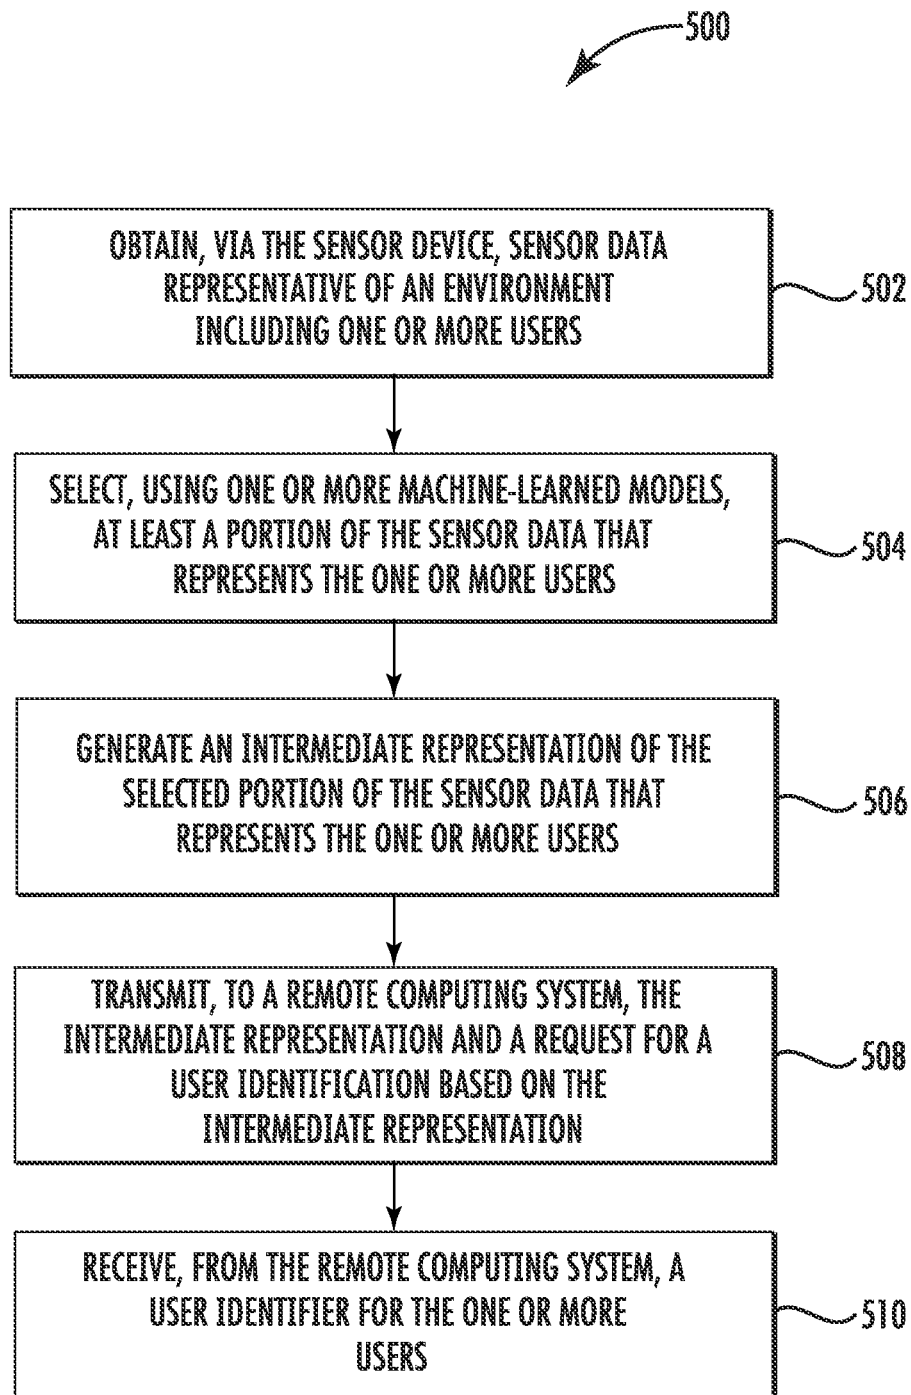 500
OBTAIN, VIA THE SENSOR DEVICE, SENSOR DATA
REPRESENTATIVE OF AN ENVIRONMENT
INCLUDING ONE OR MORE USERS
502
SELECT, USING ONE OR MORE MACHINE-LEARNED MODELS,
AT LEAST A PORTION OF THE SENSOR DATA THAT
REPRESENTS THE ONE OR MORE USERS
504
GENERATE AN INTERMEDIATE REPRESENTATION OF THE
SELECTED PORTION OF THE SENSOR DATA THAT
REPRESENTS THE ONE OR MORE USERS
506
TRANSMIT, TO A REMOTE COMPUTING SYSTEM, THE
INTERMEDIATE REPRESENTATION AND A REQUEST FOR A
USER IDENTIFICATION BASED ON THE
INTERMEDIATE REPRESENTATION
508
RECEIVE, FROM THE REMOTE COMPUTING SYSTEM, A
USER IDENTIFIER FOR THE ONE OR MORE
USERS
510